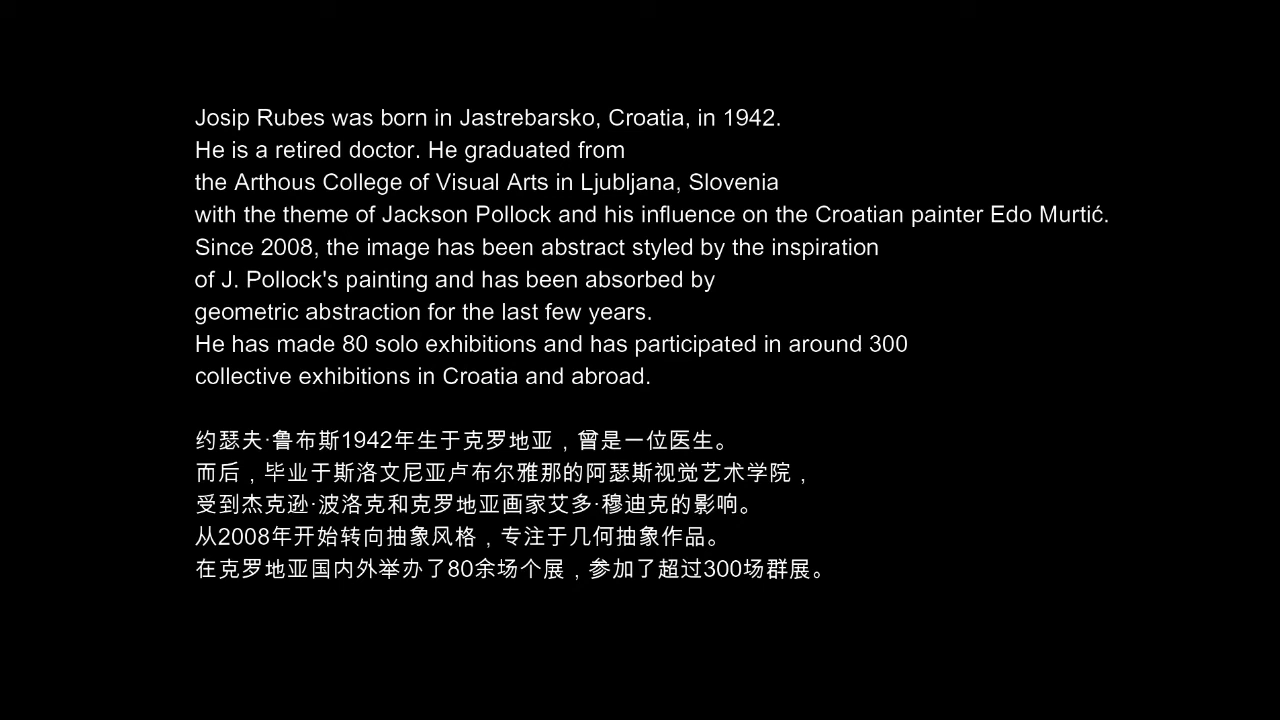 Josip Rubes was born in Jastrebarsko, Croatia, in 1942.
He is a retired doctor. He graduated from
the Arthous College of Visual Arts in Ljubljana, Slovenia
with the theme of Jackson Pollock and his influence on the Croatian painter Edo Murtić.
Since 2008, the image has been abstract styled by the inspiration
of J. Pollock's painting and has been absorbed by
geometric abstraction for the last few years.
He has made 80 solo exhibitions and has participated in around 300
collective exhibitions in Croatia and abroad.
约瑟夫·鲁布斯1942年生于克罗地亚，曾是一位医生。
而后，毕业于斯洛文尼亚卢布尔雅那的阿瑟斯视觉艺术学院，
受到杰克逊·波洛克和克罗地亚画家艾多·穆迪克的影响。
从2008年开始转向抽象风格，专注于几何抽象作品。
在克罗地亚国内外举办了80余场个展，参加了超过300场群展。